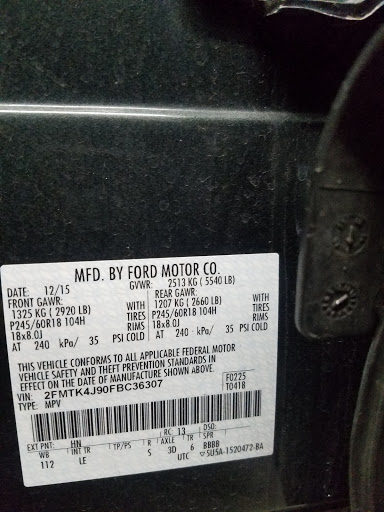 MFD. BY FORD MOTOR CO.
DATE: 12/15 GVWR: 2513 KG ( 5540 LB)
FRONT GAWR: REAR GAWR:
1325 KG ( 2920 LB) WITH 1207 KG ( 2660 LB) WITH
P245/60R18 104H TIRES P245/60R18 104H TIRES
18x8.0J RIMS 18x8.0J RIMS
AT 240 kPa/ 35 PSI COLD AT 240 kPa/ 35 PSI COLD
THIS VEHICLE CONFORMS TO ALL APPLICABLE FEDERAL MOTOR
VEHICLE SAFETY AND THEFT PREVENTION STANDARDS IN
EFFECT ON THE DATE OF MANUFACTURE SHOWN ABOVE.
VIN: 2FMTK4J90FBC36307 F0225
TYPE: MPV T0418
EXT PNT: HN RC: 13 DSO:
WB INT TR TP/PS R AXLE TR SPR
112 LE S 3D 6 BBBB
UTC 5U5A-1520472-BA